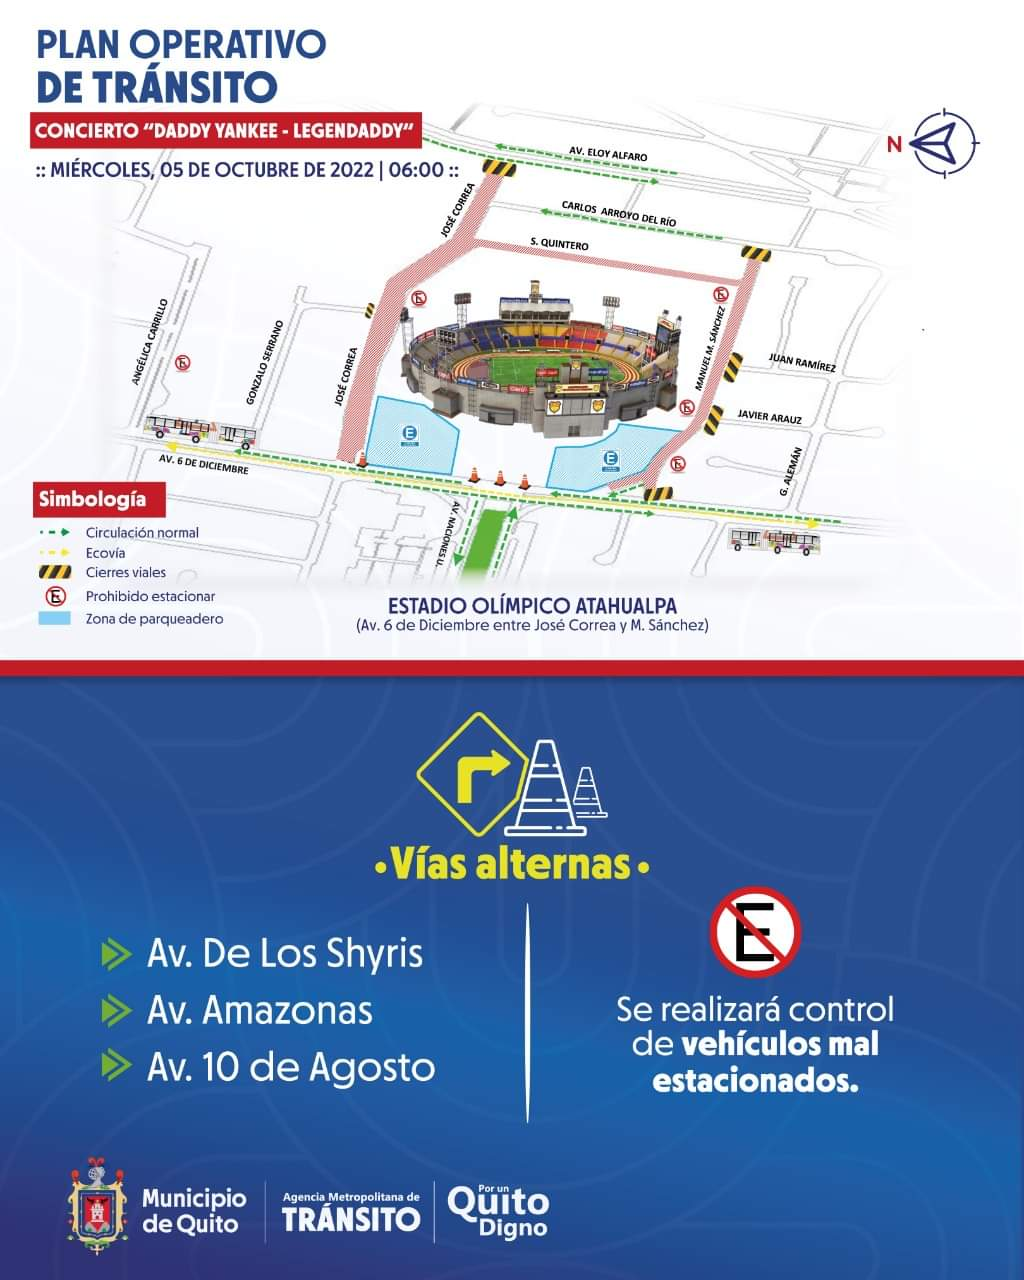 PLAN OPERATIVO
DE TRÁNSITO
CONCIERTO “DADDY YANKEE - LEGENDADDY”
:: MIÉRCOLES, 05 DE OCTUBRE DE 2022 | 06:00 ::
N
AV. ELOY ALFARO
JOSÉ CORREA
CARLOS ARROYO DEL RÍO
S. QUINTERO
ANGÉLICA CARRILLO
GONZALO SERRANO
JOSÉ CORREA
MANUEL M. SÁNCHEZ
JUAN RAMÍREZ
JAVIER ARAUZ
G. ALEMÁN
AV. 6 DE DICIEMBRE
AV. NACIONES U.
E
E
E
E
E
E
E
Claro
Simbología
Circulación normal
Ecovía
Cierres viales
E
Prohibido estacionar
Zona de parqueadero
ESTADIO OLÍMPICO ATAHUALPA
(Av. 6 de Diciembre entre José Correa y M. Sánchez)
• Vías alternas •
Av. De Los Shyris
Av. Amazonas
Av. 10 de Agosto
E
Se realizará control
de vehículos mal
estacionados.
Municipio
de Quito
Agencia Metropolitana de
TRÁNSITO
Por un
Quito
Digno